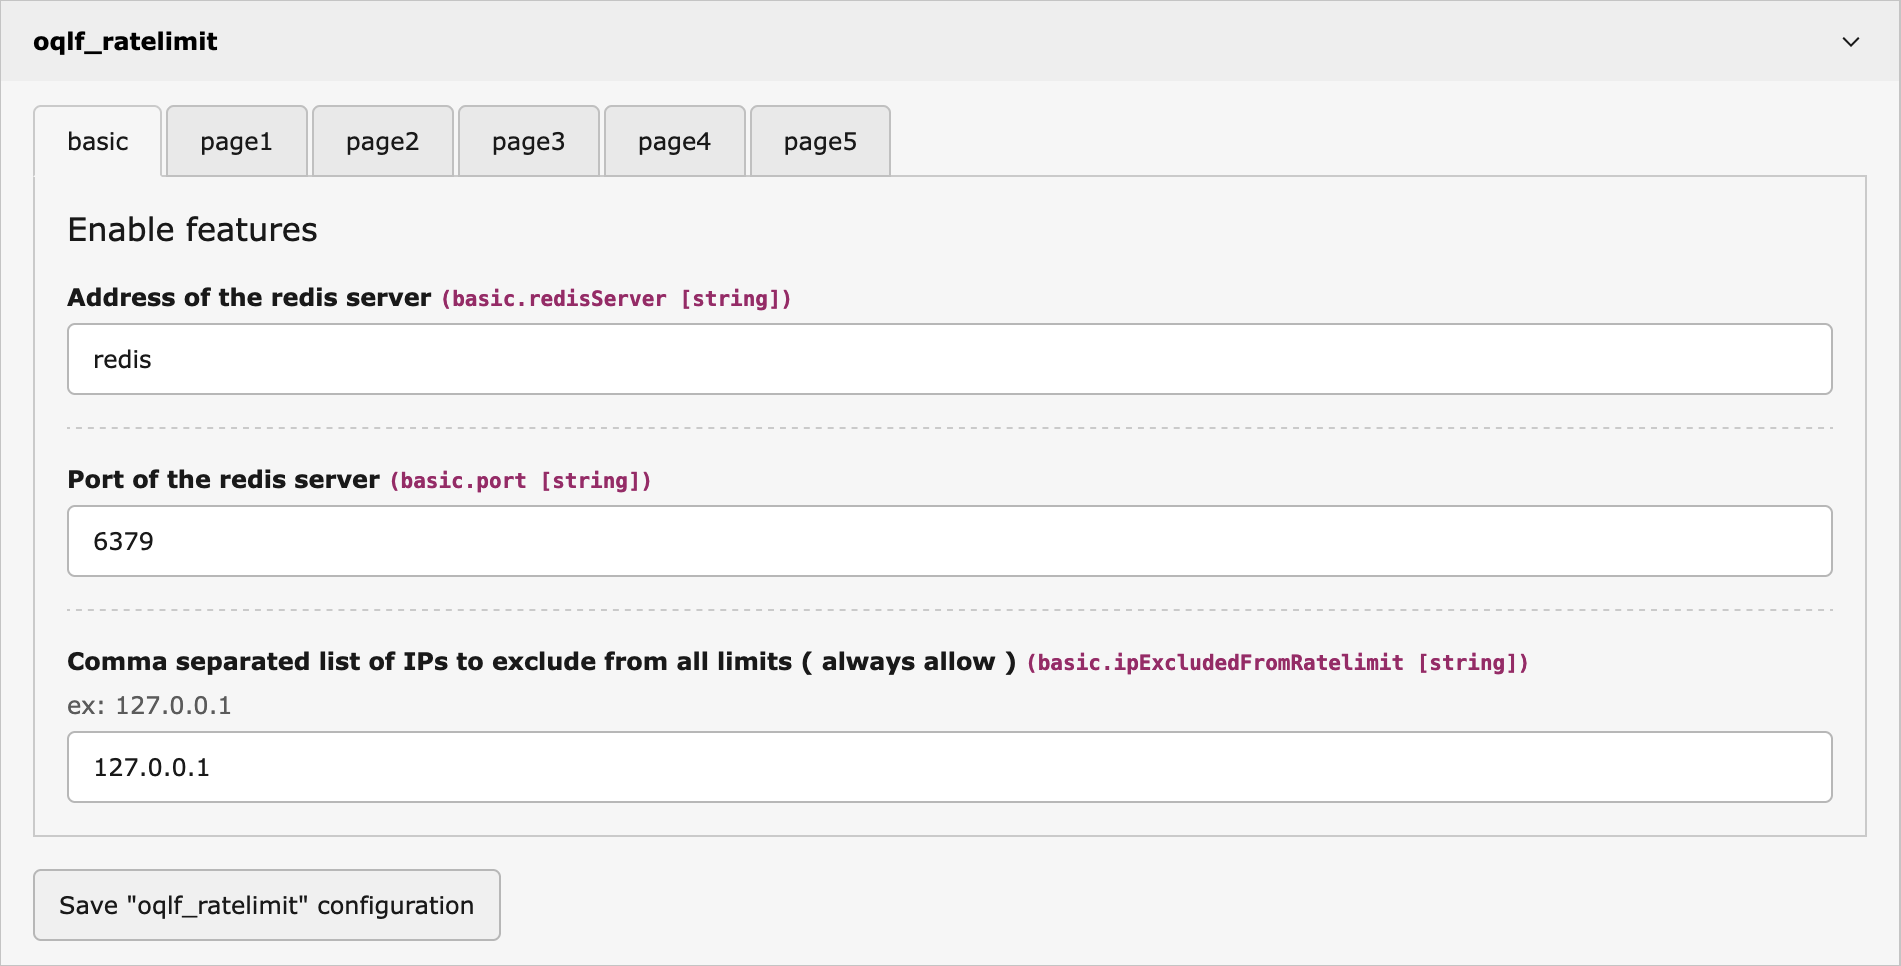 oqlf_ratelimit
basic page1 page2 page3 page4 page5
Enable features
Address of the redis server (basic.redisServer [string])
redis
Port of the redis server (basic.port [string])
6379
Comma separated list of IPs to exclude from all limits ( always allow ) (basic.ipExcludedFromRatelimit [string])
ex: 127.0.0.1
127.0.0.1
Save "oqlf_ratelimit" configuration